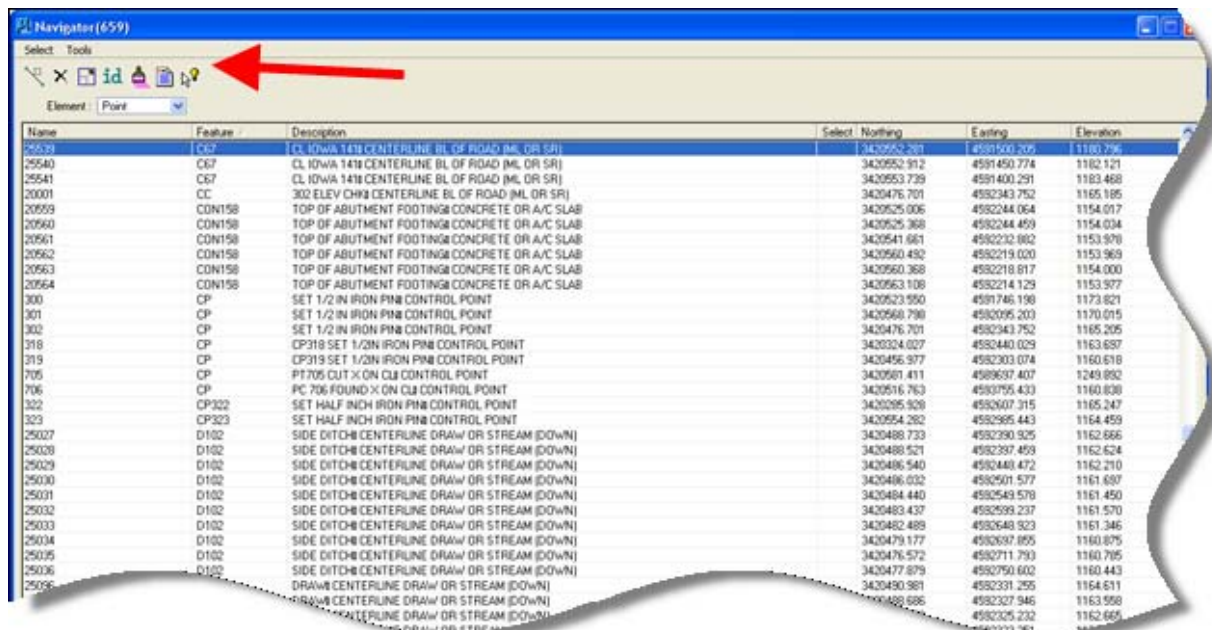 Navigator (659)
Select Tools
id
Element : Point
Name Feature Description Select Northing Easting Elevation
25539 C67 CL IOWA 141 CENTERLINE BL OF ROAD (ML OR SR) 3420552.281 4591500.205 1180.796
25540 C67 CL IOWA 141 CENTERLINE BL OF ROAD (ML OR SR) 3420552.912 4591450.774 1182.121
25541 C67 CL IOWA 141 CENTERLINE BL OF ROAD (ML OR SR) 3420553.739 4591400.291 1183.468
20001 CC 302 ELEV CHK CENTERLINE BL OF ROAD (ML OR SR) 3420476.701 4592343.752 1165.185
20559 CON158 TOP OF ABUTMENT FOOTING CONCRETE OR A/C SLAB 3420525.006 4592244.064 1154.017
20560 CON158 TOP OF ABUTMENT FOOTING CONCRETE OR A/C SLAB 3420525.368 4592244.459 1154.034
20561 CON158 TOP OF ABUTMENT FOOTING CONCRETE OR A/C SLAB 3420541.661 4592232.882 1153.978
20562 CON158 TOP OF ABUTMENT FOOTING CONCRETE OR A/C SLAB 3420560.492 4592219.020 1153.969
20563 CON158 TOP OF ABUTMENT FOOTING CONCRETE OR A/C SLAB 3420560.368 4592218.817 1154.000
20564 CON158 TOP OF ABUTMENT FOOTING CONCRETE OR A/C SLAB 3420563.108 4592214.129 1153.977
300 CP SET 1/2 IN IRON PIN CONTROL POINT 3420523.550 4591746.198 1173.821
301 CP SET 1/2 IN IRON PIN CONTROL POINT 3420568.798 4592095.203 1170.015
302 CP SET 1/2 IN IRON PIN CONTROL POINT 3420476.701 4592343.752 1165.205
318 CP CP318 SET 1/2IN IRON PIN CONTROL POINT 3420324.027 4592440.029 1163.697
319 CP CP319 SET 1/2IN IRON PIN CONTROL POINT 3420456.977 4592303.074 1160.618
705 CP PT705 CUT X ON CL CONTROL POINT 3420581.411 4589697.407 1249.892
706 CP PC 706 FOUND X ON CL CONTROL POINT 3420516.763 4593755.433 1160.838
322 CP322 SET HALF INCH IRON PIN CONTROL POINT 3420285.928 4592607.315 1165.247
323 CP323 SET HALF INCH IRON PIN CONTROL POINT 3420554.282 4592985.443 1164.459
25027 D102 SIDE DITCH CENTERLINE DRAW OR STREAM (DOWN) 3420488.733 4592390.925 1162.666
25028 D102 SIDE DITCH CENTERLINE DRAW OR STREAM (DOWN) 3420488.521 4592397.459 1162.624
25029 D102 SIDE DITCH CENTERLINE DRAW OR STREAM (DOWN) 3420486.540 4592448.472 1162.210
25030 D102 SIDE DITCH CENTERLINE DRAW OR STREAM (DOWN) 3420486.032 4592501.577 1161.697
25031 D102 SIDE DITCH CENTERLINE DRAW OR STREAM (DOWN) 3420484.440 4592549.578 1161.450
25032 D102 SIDE DITCH CENTERLINE DRAW OR STREAM (DOWN) 3420483.437 4592599.237 1161.570
25033 D102 SIDE DITCH CENTERLINE DRAW OR STREAM (DOWN) 3420482.489 4592648.923 1161.346
25034 D102 SIDE DITCH CENTERLINE DRAW OR STREAM (DOWN) 3420479.177 4592697.855 1160.875
25035 D102 SIDE DITCH CENTERLINE DRAW OR STREAM (DOWN) 3420476.572 4592711.793 1160.785
25036 D102 SIDE DITCH CENTERLINE DRAW OR STREAM (DOWN) 3420477.879 4592750.602 1160.443
DRAW CENTERLINE DRAW OR STREAM (DOWN) 3420490.981 4592331.255 1164.611
CENTERLINE DRAW OR STREAM (DOWN) 4592327.946 1163.558
DRAW OR STREAM (DOWN) 4592325.232 1162.665